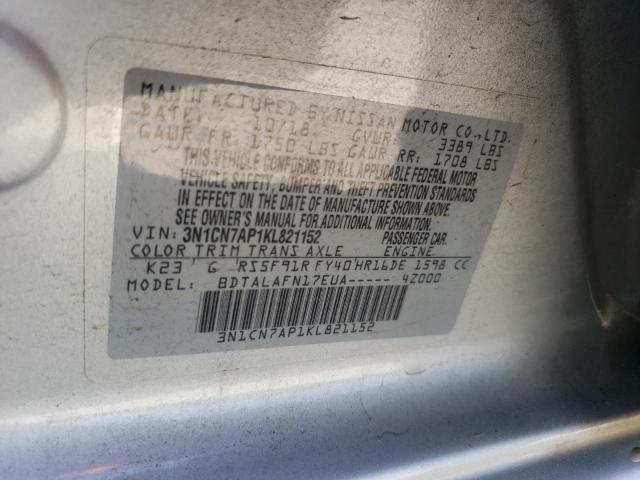 MANUFACTURED BY NISSAN MOTOR CO.,LTD.
10/18 GVWR 3389 LBS
GAWR FR: 1750 LBS GAWR RR: 1708 LBS
THIS VEHICLE CONFORMS TO ALL APPLICABLE FEDERAL MOTOR
VEHICLE SAFETY, BUMPER AND THEFT PREVENTION STANDARDS
IN EFFECT ON THE DATE OF MANUFACTURE SHOWN ABOVE.
SEE OWNER'S MANUAL FOR ADDITIONAL INFORMATION.
VIN: 3N1CN7AP1KL821152 PASSENGER CAR.
COLOR TRIM TRANS AXLE ENGINE
K23 G RS5F91R FY40 HR16DE 1598 CC
MODEL: BDTALAFN17EUA----- 4Z000
3N1CN7AP1KL821152